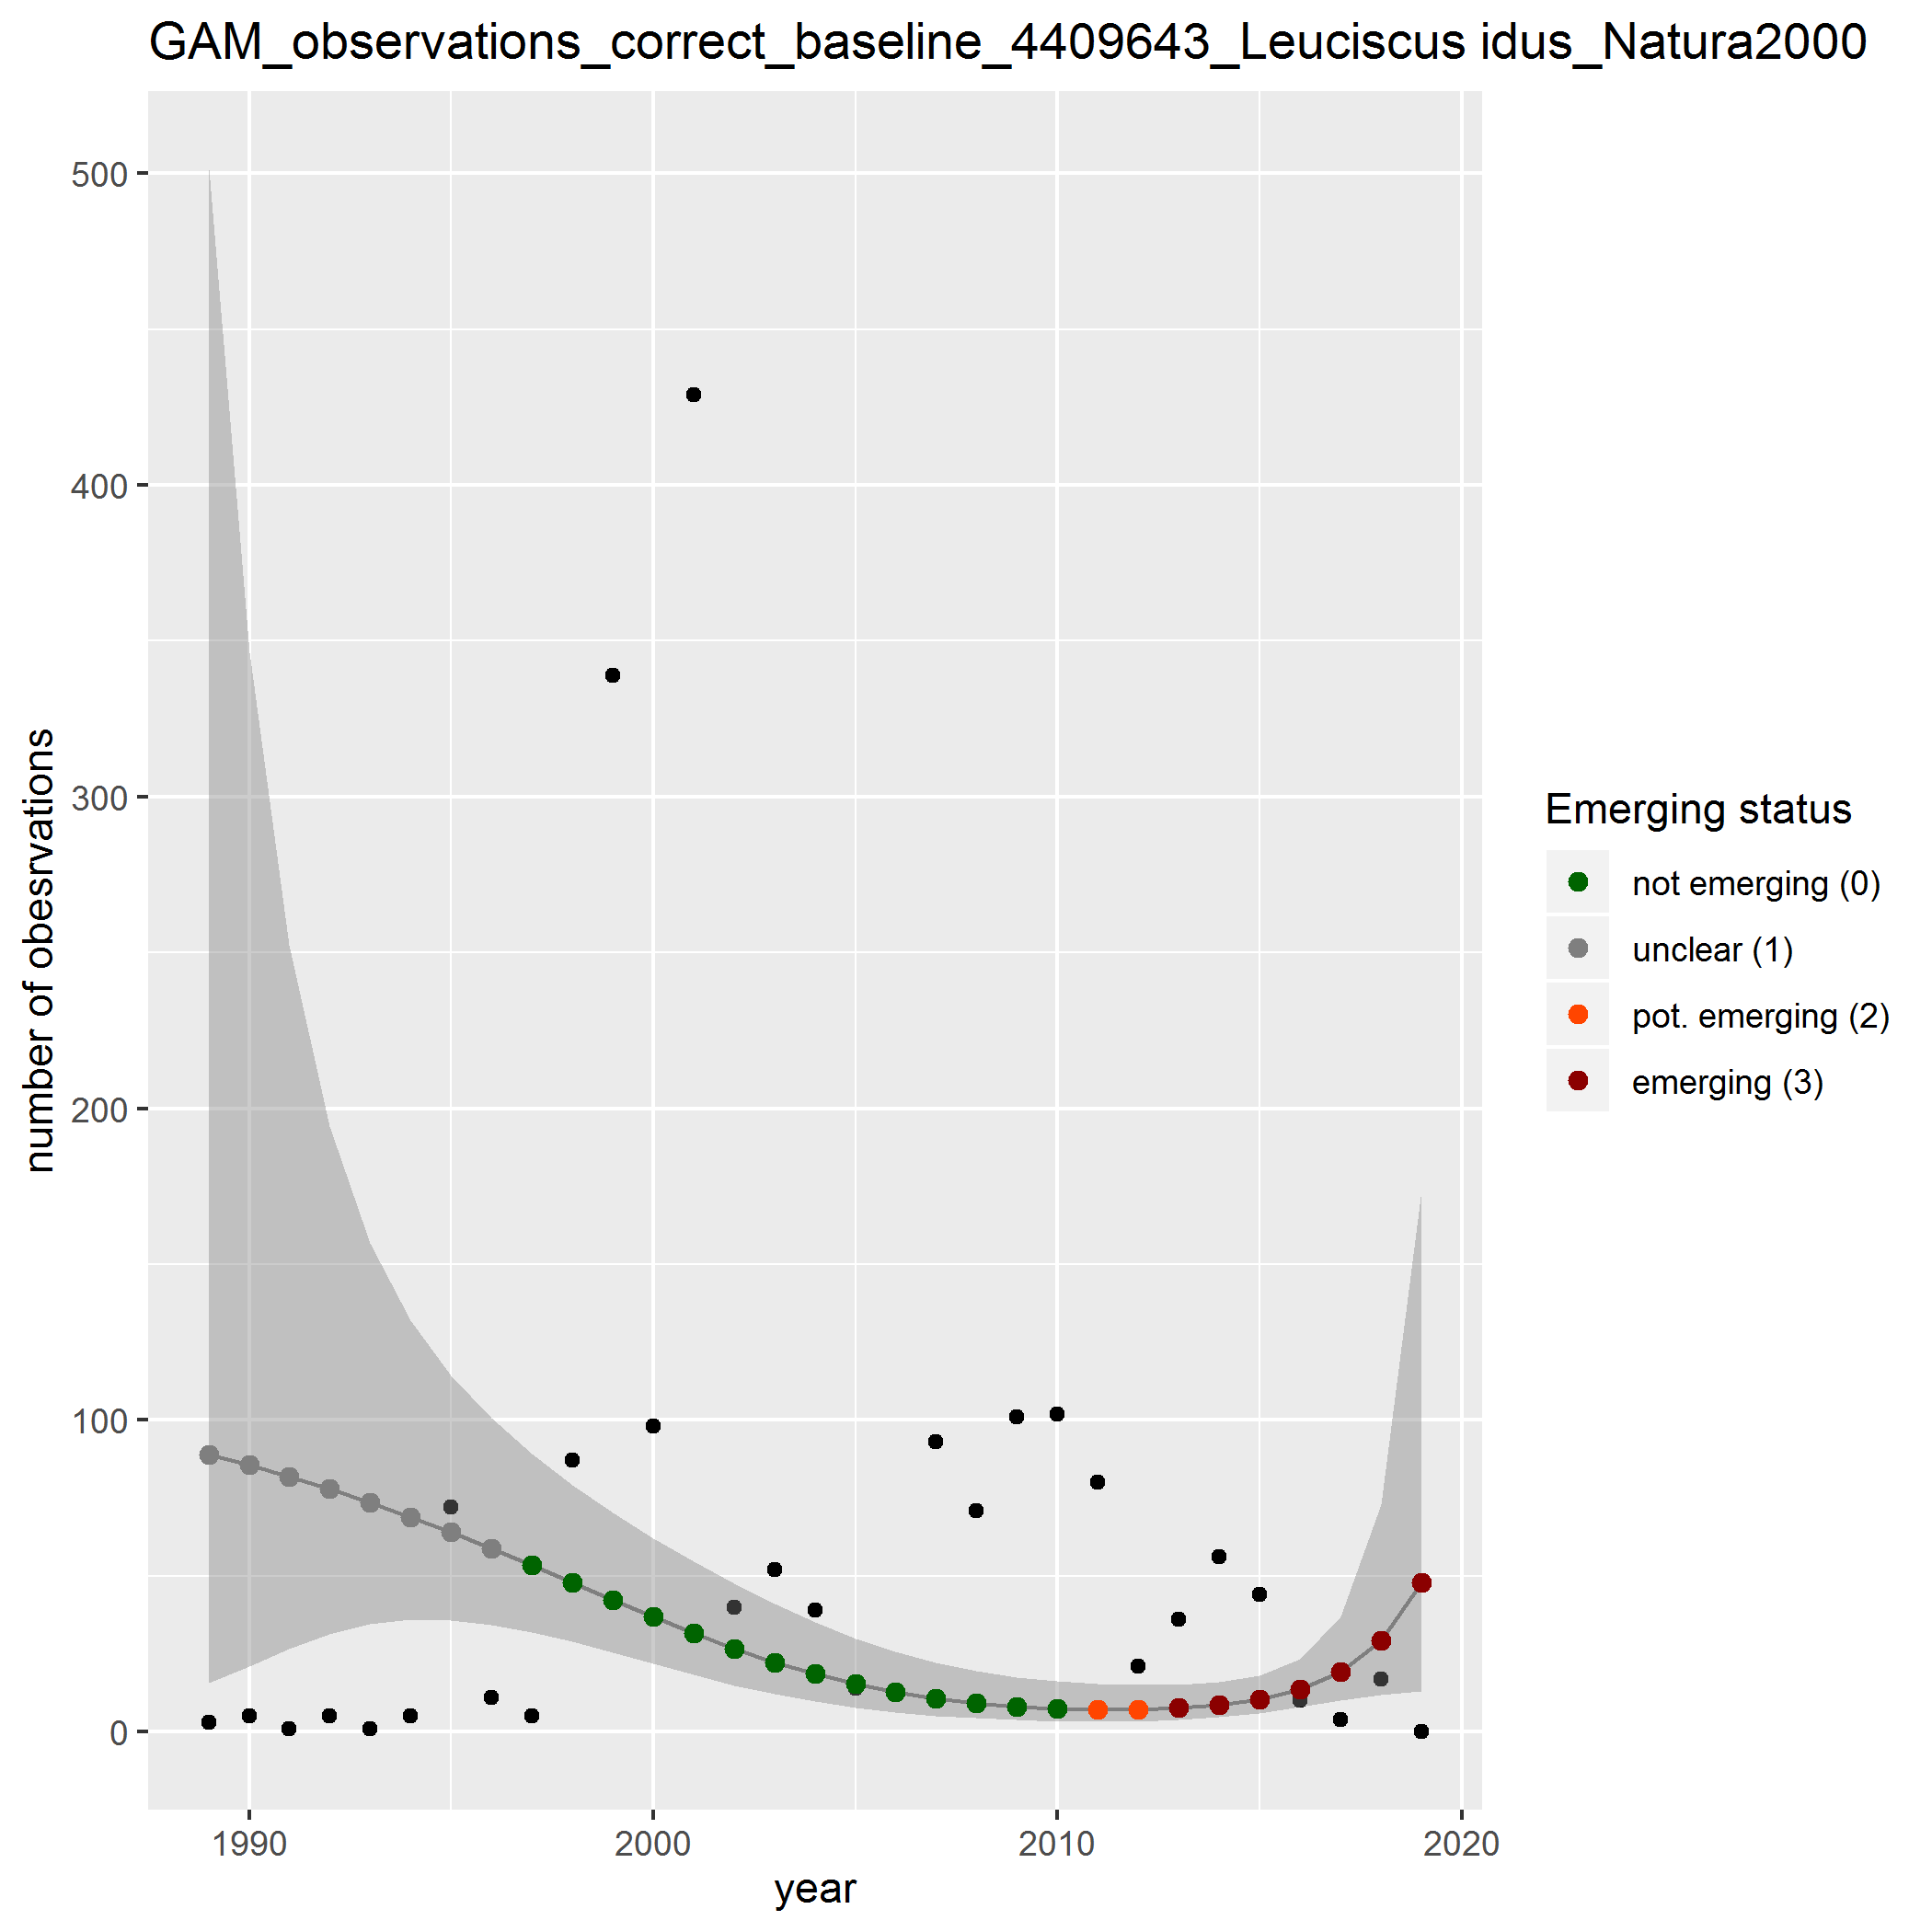 GAM_observations_correct_baseline_4409643_Leuciscus idus_Natura2000
500
400
300
200
100
0
number of obesrvations
1990
2000
2010
2020
year
Emerging status
not emerging (0)
unclear (1)
pot. emerging (2)
emerging (3)